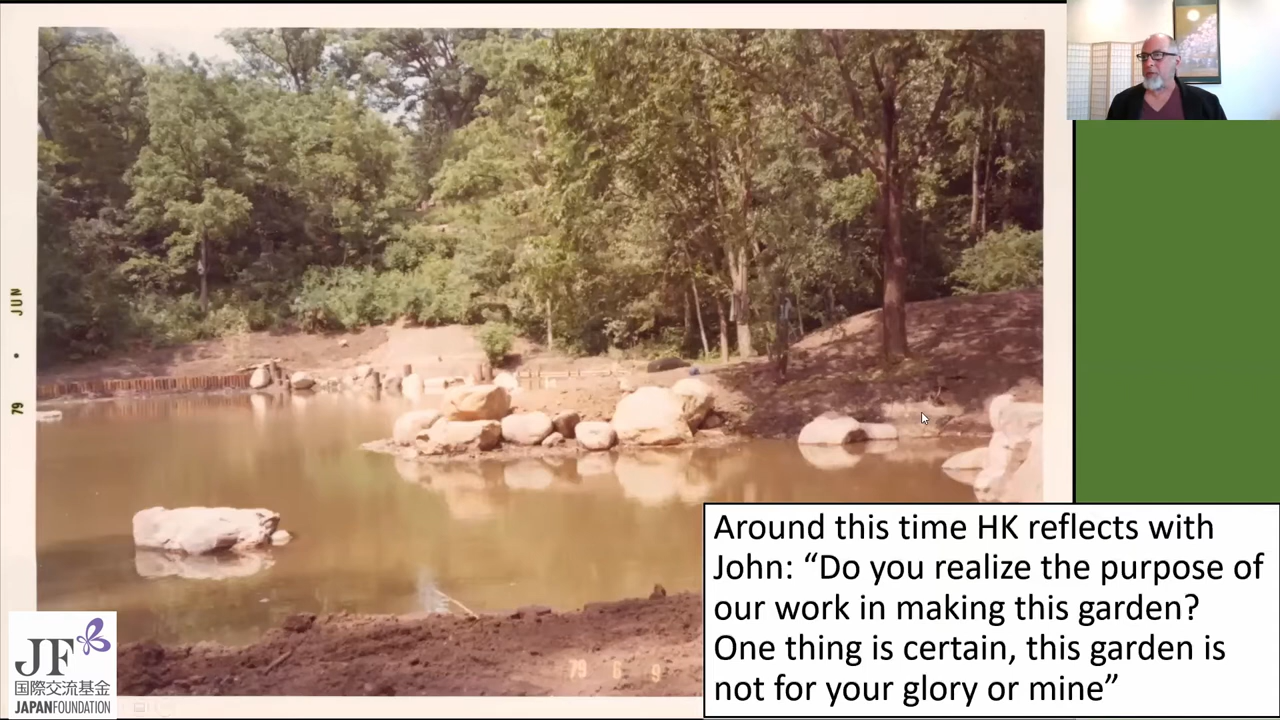 JUN • 79
79 6 9
Around this time HK reflects with
John: “Do you realize the purpose of
our work in making this garden?
One thing is certain, this garden is
not for your glory or mine”
JF
国際交流基金
JAPANFOUNDATION